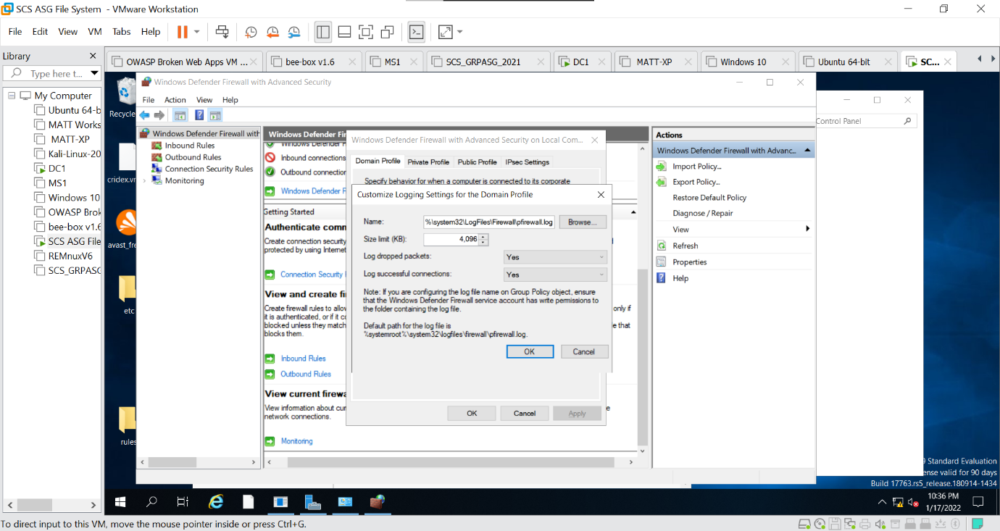 SCS ASG File System - VMware Workstation
File Edit View VM Tabs Help
Library
Type here t...
OWASP Broken Web Apps VM ... bee-box v1.6 MS1 SCS_GRPASG_2021 DC1 MATT-XP Windows 10 Ubuntu 64-bit SC...
My Computer
Ubuntu 64-b
MATT Works
MATT-XP
Kali-Linux-20
DC1
MS1
Windows 10
OWASP Brok
bee-box v1.6
SCS ASG File
REMnuxV6
SCS_GRPASG
Recycle
cridex.vr
avast_fre
etc
rules
Windows Defender Firewall with Advanced Security
File Action View Help
Windows Defender Firewall with
Inbound Rules
Outbound Rules
Connection Security Rules
Monitoring
Windows Defender Fir
Windows Defender F
Inbound connections
Outbound connection
Windows Defender F
Getting Started
Authenticate comm
Create connection security
protected by using Internet
Connection Security
View and create fi
Create firewall rules to allow
only if
it is authenticated, or if it co
blocked unless they match
e that
blocks them.
Inbound Rules
Outbound Rules
View current firewa
View information about cur
e
network connections.
Monitoring
Windows Defender Firewall with Advanced Security on Local Com...
Domain Profile Private Profile Public Profile IPsec Settings
Specify behavior for when a computer is connected to its corporate
Customize Logging Settings for the Domain Profile
Name: %\system32\LogFiles\Firewall\pfirewall.log Browse...
Size limit (KB): 4,096
Log dropped packets: Yes
Log successful connections: Yes
Note: If you are configuring the log file name on Group Policy object, ensure
that the Windows Defender Firewall service account has write permissions to
the folder containing the log file.
Default path for the log file is
%systemroot%\system32\logfiles\firewall\pfirewall.log.
OK Cancel
OK Cancel Apply
Actions
Windows Defender Firewall with Advanc...
Import Policy...
Export Policy...
Restore Default Policy
Diagnose / Repair
View
Refresh
Properties
Help
Control Panel
9 Standard Evaluation
ense valid for 90 days
Build 17763.rs5_release.180914-1434
10:36 PM
1/17/2022
To direct input to this VM, move the mouse pointer inside or press Ctrl+G.